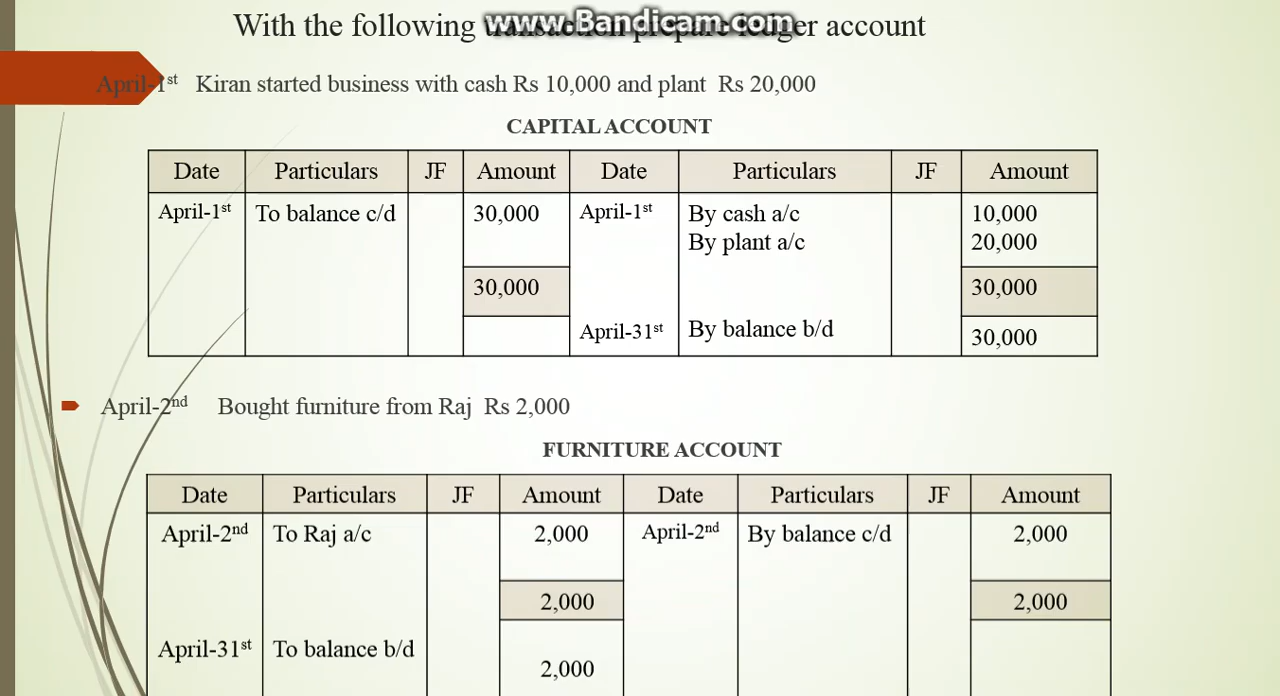 With the following transaction prepare ledger account
www.Bandicam.com
April-1st Kiran started business with cash Rs 10,000 and plant Rs 20,000
CAPITAL ACCOUNT
Date Particulars JF Amount Date Particulars JF Amount
April-1st To balance c/d 30,000 April-1st By cash a/c 10,000
By plant a/c 20,000
30,000 30,000
April-31st By balance b/d 30,000
April-2nd Bought furniture from Raj Rs 2,000
FURNITURE ACCOUNT
Date Particulars JF Amount Date Particulars JF Amount
April-2nd To Raj a/c 2,000 April-2nd By balance c/d 2,000
2,000 2,000
April-31st To balance b/d 2,000